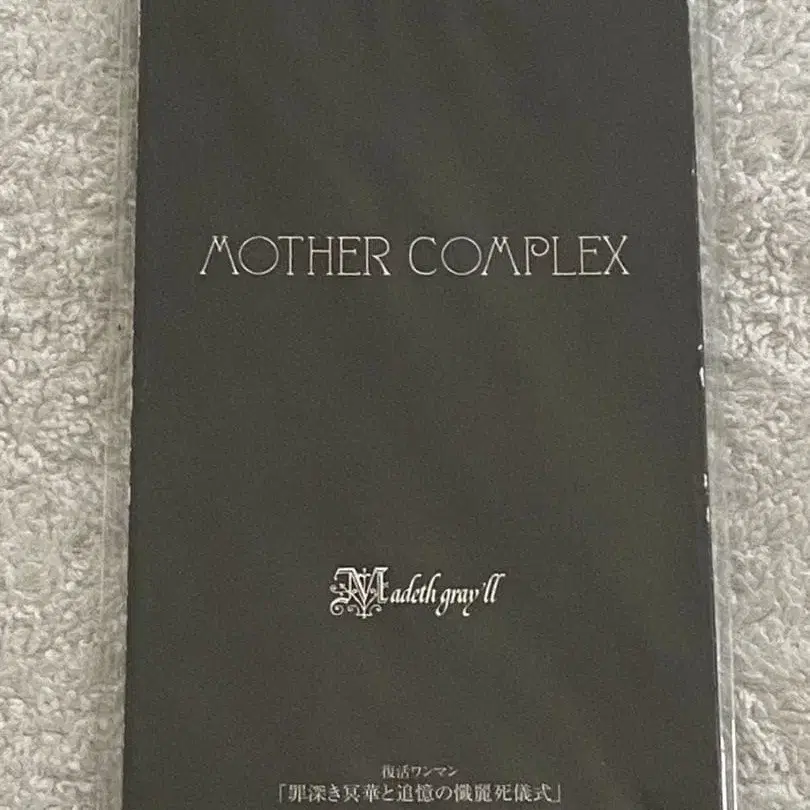 MOTHER COMPLEX
Madeth gray'll
復活ワンマン
「罪深き冥華と追憶の懺麗死儀式」